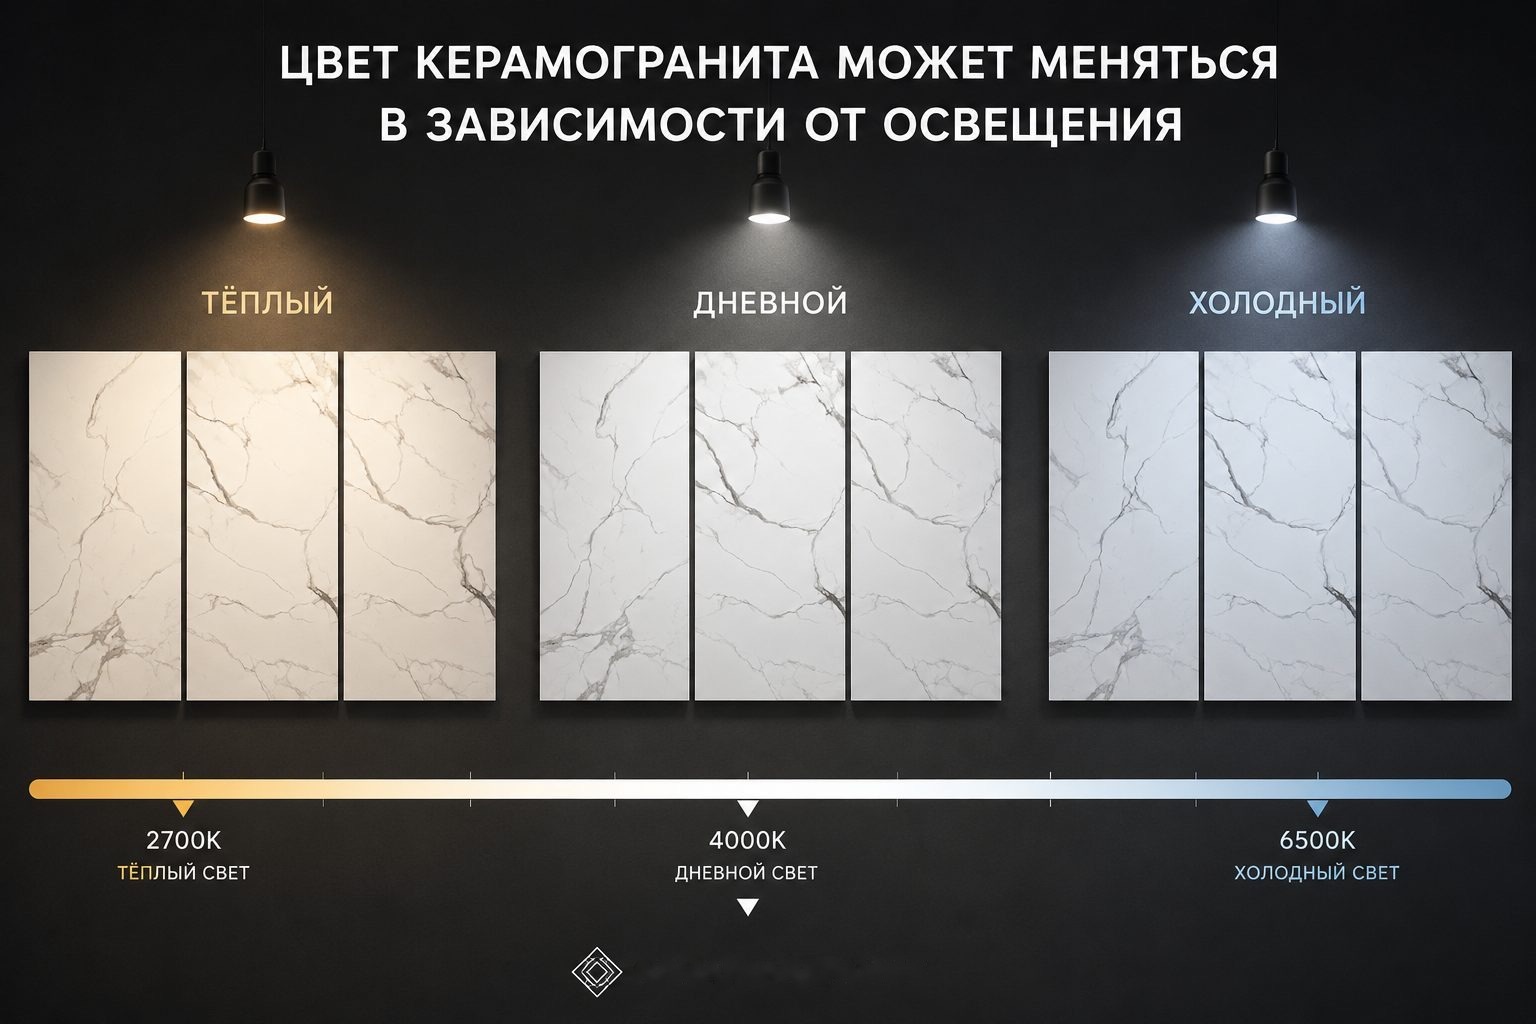 ЦВЕТ КЕРАМОГРАНИТА МОЖЕТ МЕНЯТЬСЯ
В ЗАВИСИМОСТИ ОТ ОСВЕЩЕНИЯ
ТЁПЛЫЙ
ДНЕВНОЙ
ХОЛОДНЫЙ
2700K
4000K
6500K
ТЁПЛЫЙ СВЕТ
ДНЕВНОЙ СВЕТ
ХОЛОДНЫЙ СВЕТ